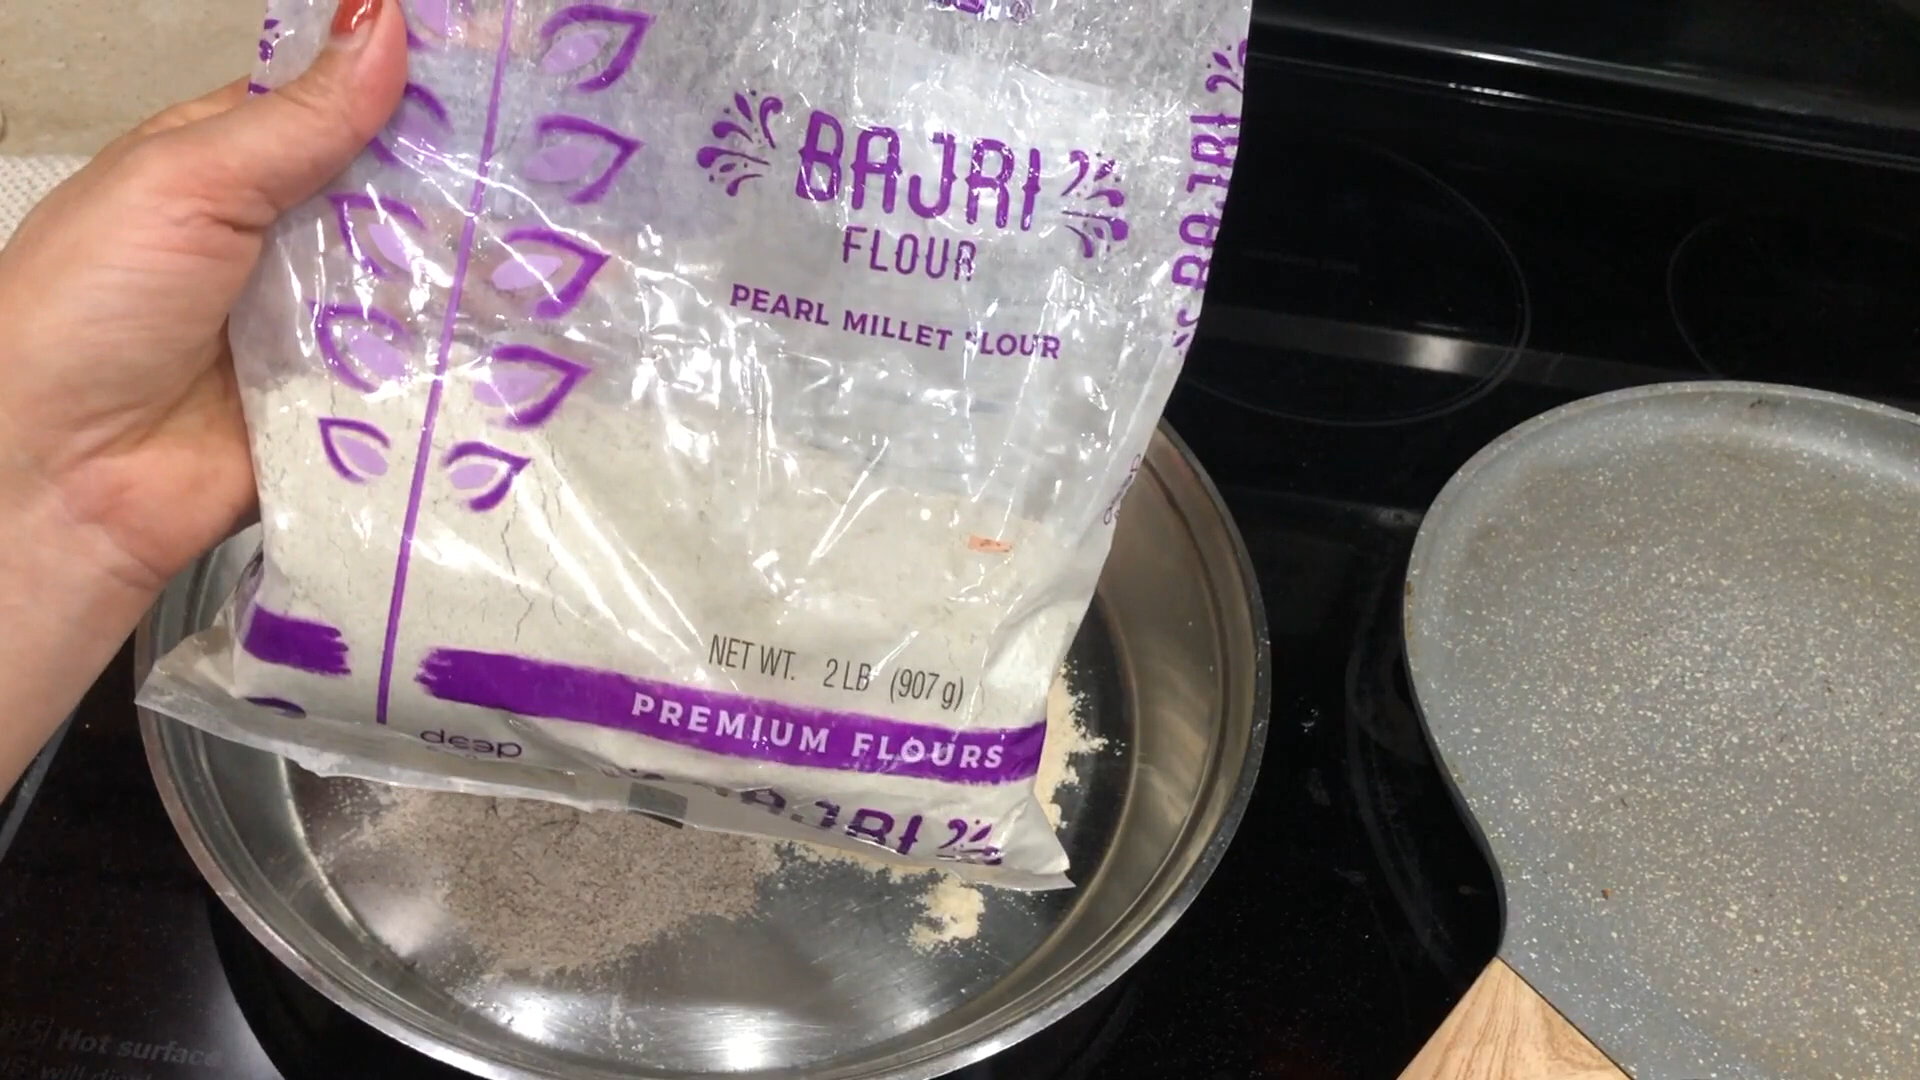 BAJRI
FLOUR
PEARL MILLET FLOUR
BAJRI
NET WT. 2 LB (907 g)
PREMIUM FLOURS
deep
BAJRI
Hot surface